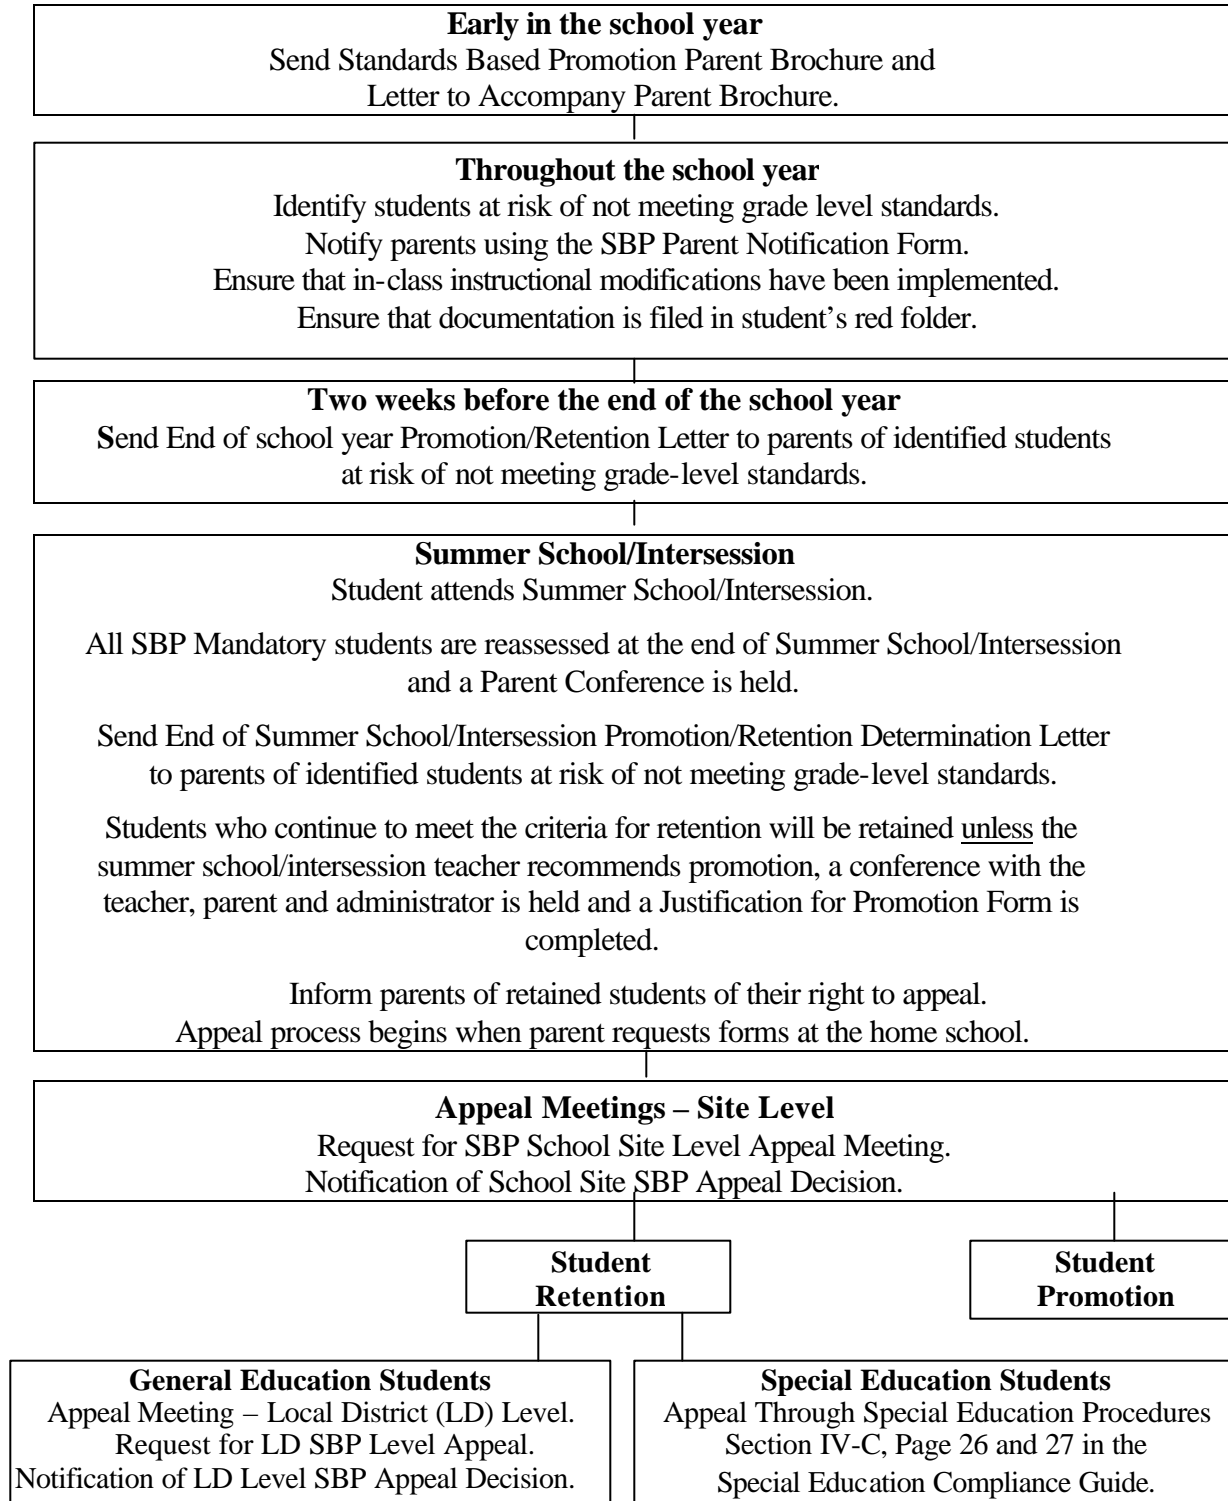 Early in the school year
Send Standards Based Promotion Parent Brochure and
Letter to Accompany Parent Brochure.
Throughout the school year
Identify students at risk of not meeting grade level standards.
Notify parents using the SBP Parent Notification Form.
Ensure that in-class instructional modifications have been implemented.
Ensure that documentation is filed in student’s red folder.
Two weeks before the end of the school year
Send End of school year Promotion/Retention Letter to parents of identified students
at risk of not meeting grade-level standards.
Summer School/Intersession
Student attends Summer School/Intersession.
All SBP Mandatory students are reassessed at the end of Summer School/Intersession
and a Parent Conference is held.
Send End of Summer School/Intersession Promotion/Retention Determination Letter
to parents of identified students at risk of not meeting grade-level standards.
Students who continue to meet the criteria for retention will be retained unless the
summer school/intersession teacher recommends promotion, a conference with the
teacher, parent and administrator is held and a Justification for Promotion Form is
completed.
Inform parents of retained students of their right to appeal.
Appeal process begins when parent requests forms at the home school.
Appeal Meetings – Site Level
Request for SBP School Site Level Appeal Meeting.
Notification of School Site SBP Appeal Decision.
Student
Retention
Student
Promotion
General Education Students
Appeal Meeting – Local District (LD) Level.
Request for LD SBP Level Appeal.
Notification of LD Level SBP Appeal Decision.
Special Education Students
Appeal Through Special Education Procedures
Section IV-C, Page 26 and 27 in the
Special Education Compliance Guide.